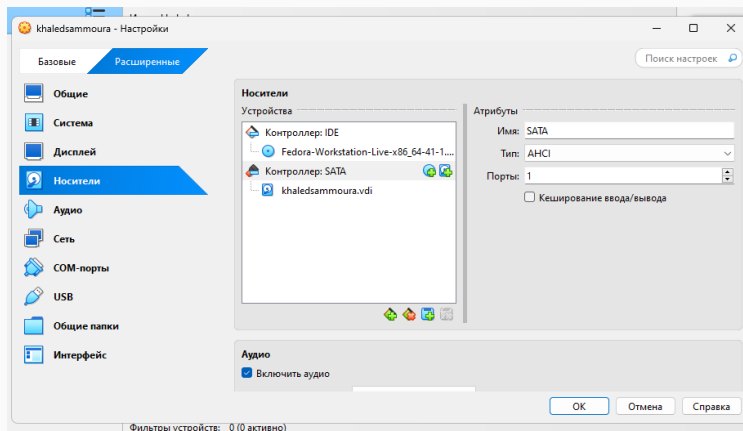 khaledsammoura - Настройки
Базовые
Расширенные
Поиск настроек
Общие
Система
Дисплей
Носители
Аудио
Сеть
COM-порты
USB
Общие папки
Интерфейс
Носители
Устройства
Контроллер: IDE
Fedora-Workstation-Live-x86_64-41-1....
Контроллер: SATA
khaledsammoura.vdi
Атрибуты
Имя: SATA
Тип: AHCI
Порты: 1
Кеширование ввода/вывода
Аудио
Включить аудио
OK
Отмена
Справка
Фильтры устройств: 0 (0 активно)